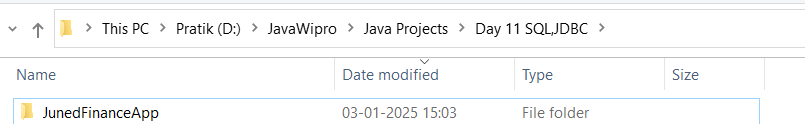 This PC > Pratik (D:) > JavaWipro > Java Projects > Day 11 SQL,JDBC >
Name Date modified Type Size
JunedFinanceApp 03-01-2025 15:03 File folder